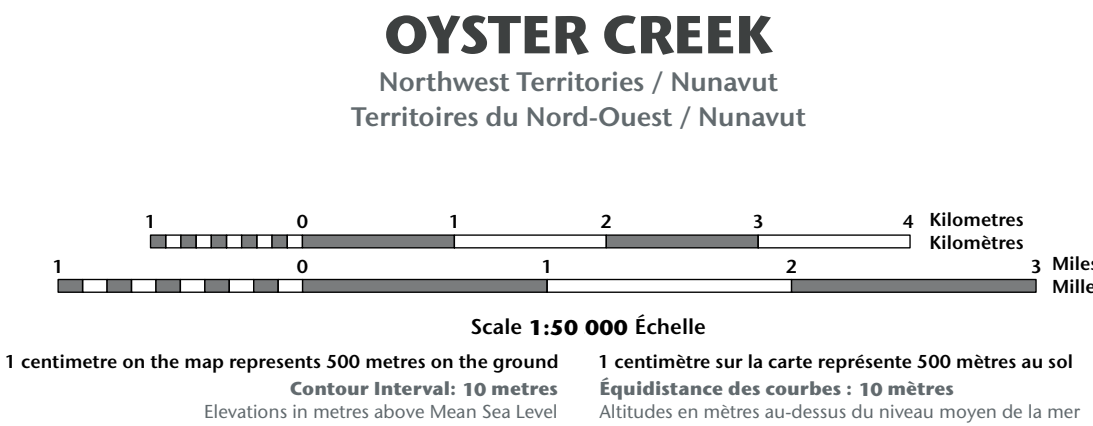 OYSTER CREEK
Northwest Territories / Nunavut
Territoires du Nord-Ouest / Nunavut
1 0 1 2 3 4 Kilometres
Kilomètres
1 0 1 2 3 Miles
Mille
Scale 1:50 000 Échelle
1 centimetre on the map represents 500 metres on the ground
Contour Interval: 10 metres
Elevations in metres above Mean Sea Level
1 centimètre sur la carte représente 500 mètres au sol
Équidistance des courbes : 10 mètres
Altitudes en mètres au-dessus du niveau moyen de la mer